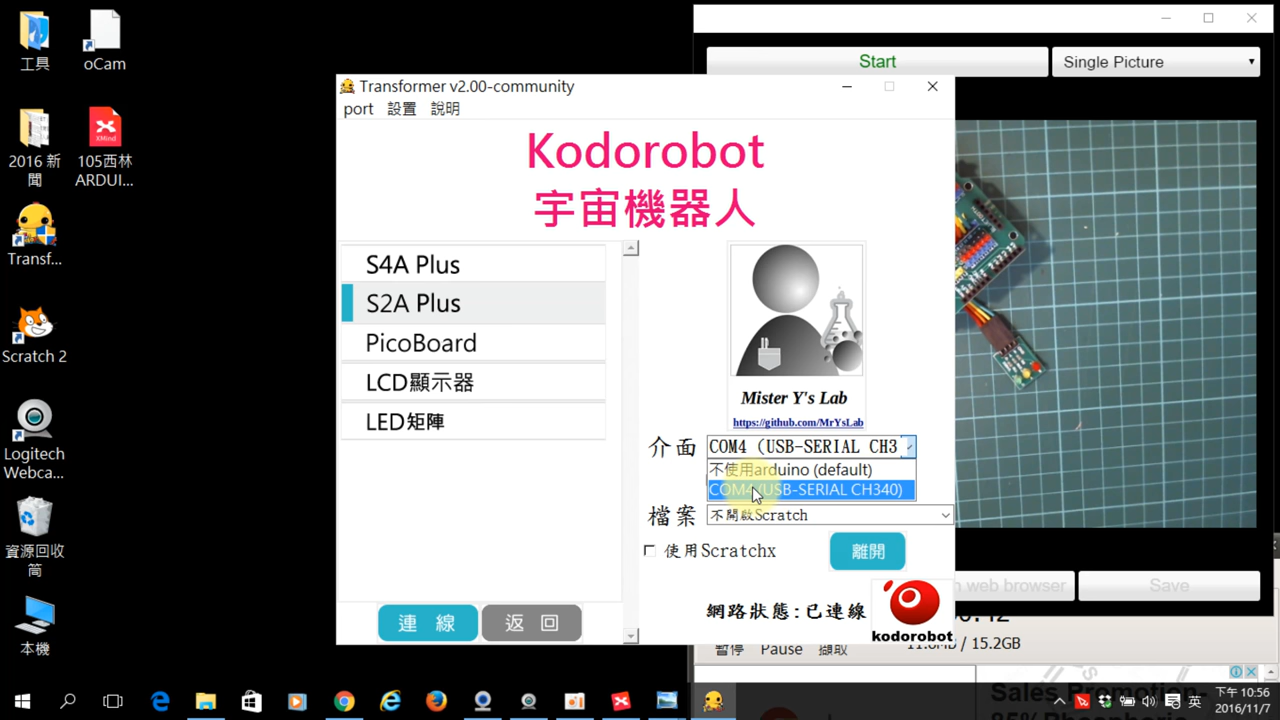 工具
oCam
2016 新
聞
105西林
ARDUI...
Transf...
Scratch 2
Logitech
Webca...
資源回收
筒
本機
Start
Single Picture
Transformer v2.00-community
port 設置 說明
Kodorobot
宇宙機器人
S4A Plus
S2A Plus
PicoBoard
LCD顯示器
LED矩陣
Mister Y's Lab
https://github.com/MrYsLab
介面
COM4 (USB-SERIAL CH3
不使用arduino (default)
COM4 (USB-SERIAL CH340)
檔案
不開啟Scratch
使用Scratchx
離開
網路狀態:已連線
kodorobot
連 線
返 回
web browser
Save
暫停 Pause 擷取
11.8MB / 15.2GB
Sales Promotion-
英
下午 10:56
2016/11/7